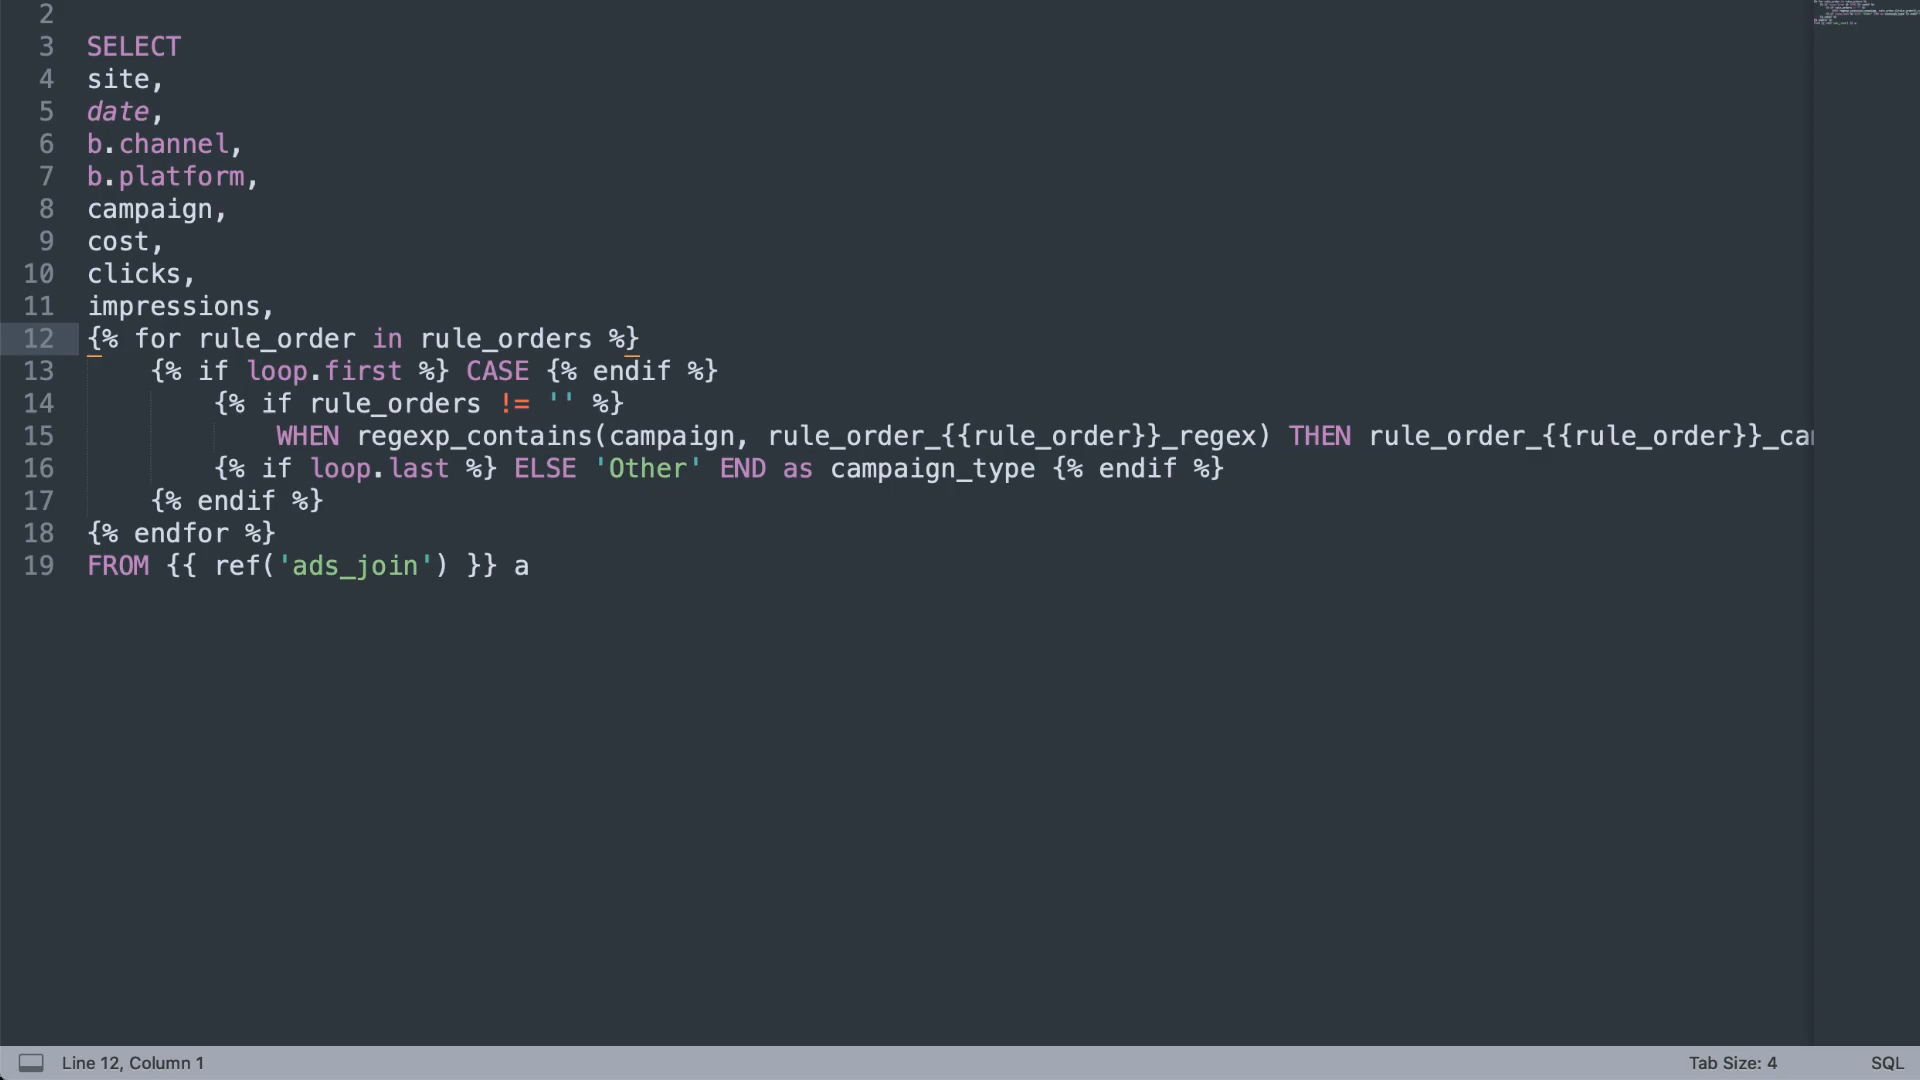 2
3 SELECT
4 site,
5 date,
6 b.channel,
7 b.platform,
8 campaign,
9 cost,
10 clicks,
11 impressions,
12 {% for rule_order in rule_orders %}
13 {% if loop.first %} CASE {% endif %}
14 {% if rule_orders != '' %}
15 WHEN regexp_contains(campaign, rule_order_{{rule_order}}_regex) THEN rule_order_{{rule_order}}_ca
16 {% if loop.last %} ELSE 'Other' END as campaign_type {% endif %}
17 {% endif %}
18 {% endfor %}
19 FROM {{ ref('ads_join') }} a
Line 12, Column 1 Tab Size: 4 SQL